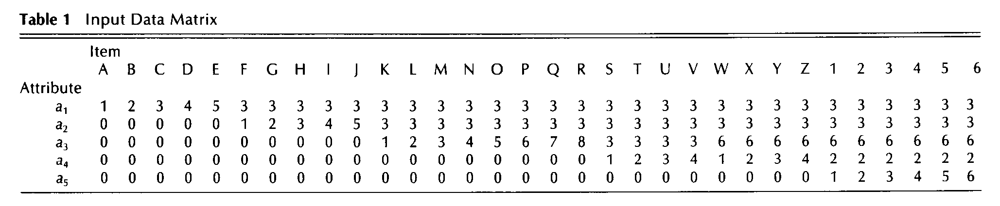 Table 1 Input Data Matrix
Item
A B C D E F G H I J K L M N O P Q R S T U V W X Y Z 1 2 3 4 5 6
Attribute
a1 1 2 3 4 5 3 3 3 3 3 3 3 3 3 3 3 3 3 3 3 3 3 3 3 3 3 3 3 3 3 3 3
a2 0 0 0 0 0 1 2 3 4 5 3 3 3 3 3 3 3 3 3 3 3 3 3 3 3 3 3 3 3 3 3 3
a3 0 0 0 0 0 0 0 0 0 0 1 2 3 4 5 6 7 8 3 3 3 3 6 6 6 6 6 6 6 6 6 6
a4 0 0 0 0 0 0 0 0 0 0 0 0 0 0 0 0 0 0 1 2 3 4 1 2 3 4 2 2 2 2 2 2
a5 0 0 0 0 0 0 0 0 0 0 0 0 0 0 0 0 0 0 0 0 0 0 0 0 0 0 1 2 3 4 5 6